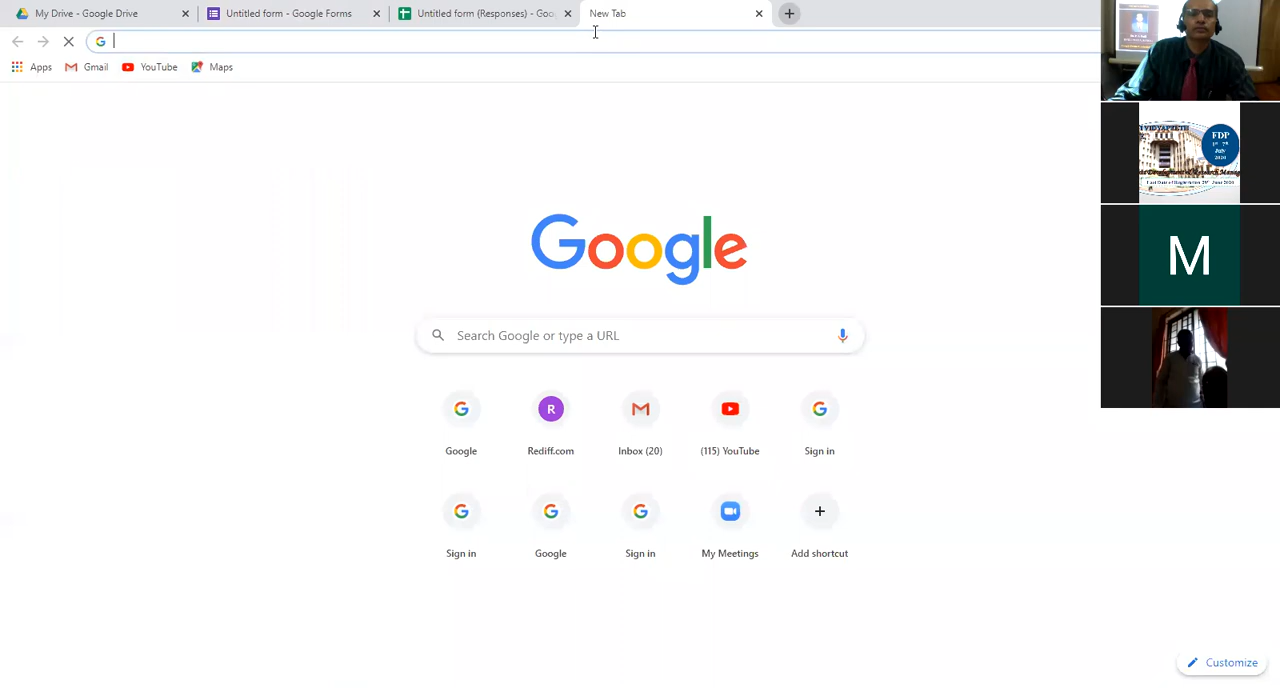 My Drive - Google Drive
Untitled form - Google Forms
Untitled form (Responses) - Goo
New Tab
Apps
Gmail
YouTube
Maps
FDP
July
2020
Google
Search Google or type a URL
Google
R
Rediff.com
Inbox (20)
(115) YouTube
Sign in
M
Sign in
Google
Sign in
My Meetings
Add shortcut
Customize